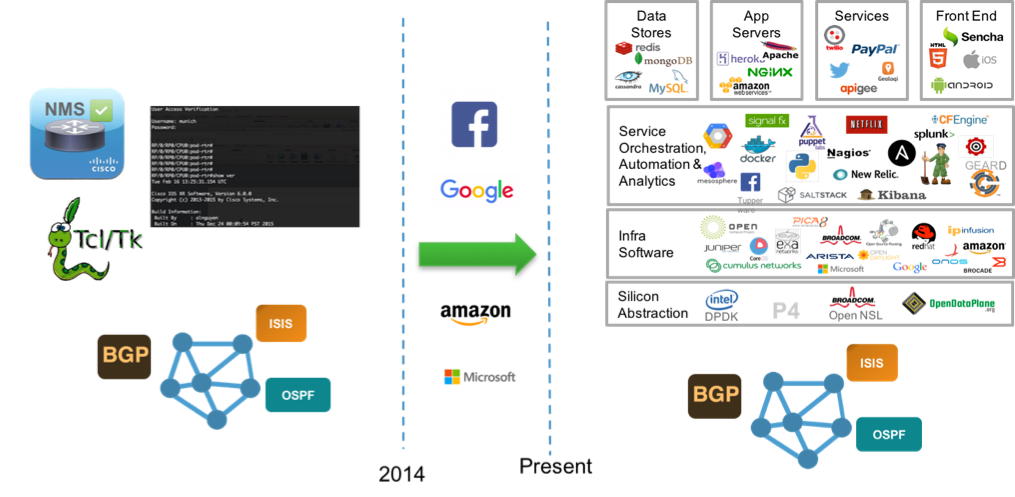 NMS
CISCO
User Access Verification
Username: munich
Password:
RP/0/RP0/CPU0:pod-rtr#
RP/0/RP0/CPU0:pod-rtr#
RP/0/RP0/CPU0:pod-rtr#
RP/0/RP0/CPU0:pod-rtr#
RP/0/RP0/CPU0:pod-rtr#show ver
Tue Feb 16 13:25:31.154 UTC
Cisco IOS XR Software, Version 6.0.0
Copyright (c) 2013-2015 by Cisco Systems, Inc.
Build Information:
Built By : alnguyen
Built On : Thu Dec 24 00:09:54 PST 2015
Tcl/Tk
BGP
ISIS
OSPF
2014
Google
amazon
Microsoft
Present
Data
Stores
redis
mongoDB
cassandra
MySQL
App
Servers
heroku
Apache
NGINX
amazon
webservices
Services
twilio
PayPal
Geoloqi
apigee
Front End
Sencha
HTML
5
iOS
ANDROID
Service
Orchestration,
Automation &
Analytics
signal fx
puppet
labs
NETFLIX
CFEngine
docker
Nagios
splunk>
GEARD
mesosphere
New Relic.
Tupper
ware
SALTSTACK
Kibana
Infra
Software
OPEN
PICA8
BROADCOM
Open Source Routing
redhat
ipinfusion
JUNIPER
CoreOS
exa
networks
ARISTA
OPEN
DAYLIGHT
amazon
cumulus networks
Microsoft
Google
ONOS
BROCADE
Silicon
Abstraction
intel
DPDK
P4
BROADCOM.
Open NSL
OpenDataPlane
.org
BGP
ISIS
OSPF